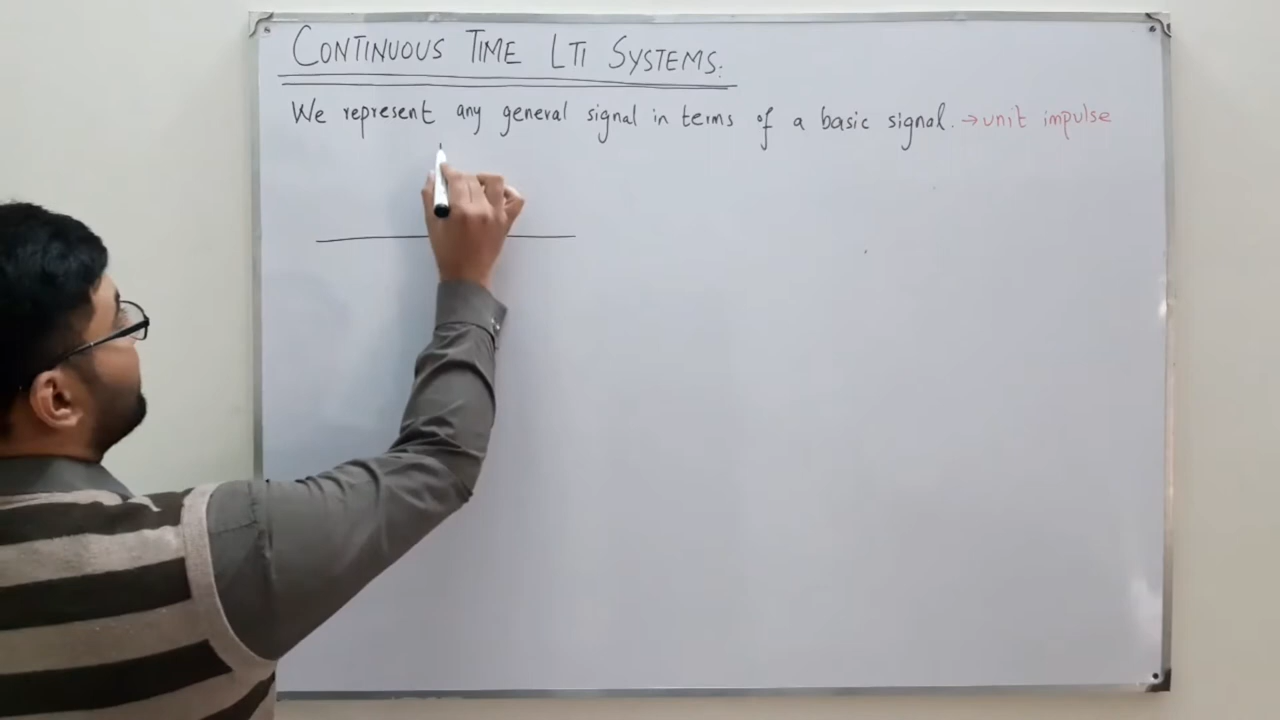 CONTINUOUS TIME LTI SYSTEMS:
We represent any general signal in terms of a basic signal. → unit impulse